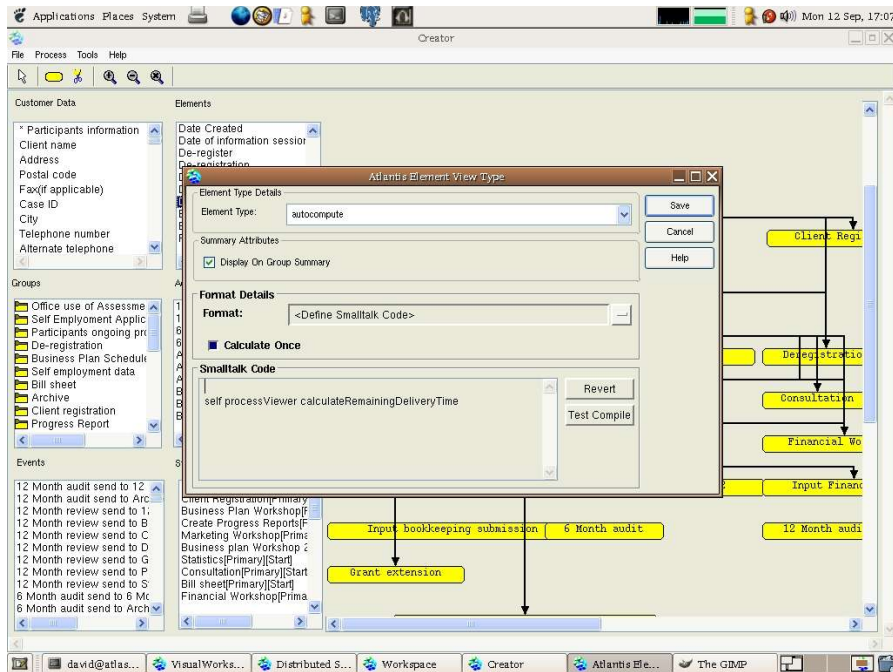 Applications Places System
Mon 12 Sep, 17:07
Creator
File Process Tools Help
Customer Data
* Participants information
Client name
Address
Postal code
Fax(if applicable)
Case ID
City
Telephone number
Alternate telephone
Elements
Date Created
Date of information session
De-register
De-registration
Atlantis Element View Type
Element Type Details
Element Type: autocompute
Save
Cancel
Help
Summary Attributes
Display On Group Summary
Format Details
Format: <Define Smalltalk Code>
Calculate Once
Smalltalk Code
self processViewer calculateRemainingDeliveryTime
Revert
Test Compile
Groups
Office use of Assessme
Self Employment Applic
Participants ongoing pro
De-registration
Business Plan Schedule
Self employment data
Bill sheet
Archive
Client registration
Progress Report
Events
12 Month audit send to 12
12 Month audit send to Arc
12 Month review send to 12
12 Month review send to B
12 Month review send to C
12 Month review send to D
12 Month review send to G
12 Month review send to P
12 Month review send to S
6 Month audit send to 6 Mo
6 Month audit send to Arch
Client Registration[Primary
Business Plan Workshop[P
Create Progress Reports[P
Marketing Workshop[Prima
Business plan Workshop 2
Statistics[Primary][Start]
Consultation[Primary][Start
Bill sheet[Primary][Start]
Financial Workshop[Prima
Client Regi
Deregistratio
Consultation
Financial Wo
Input Financ
Input bookkeeping submission
6 Month audit
12 Month audi
Grant extension
david@atlas...
VisualWorks...
Distributed S...
Workspace
Creator
Atlantis Ele...
The GIMP